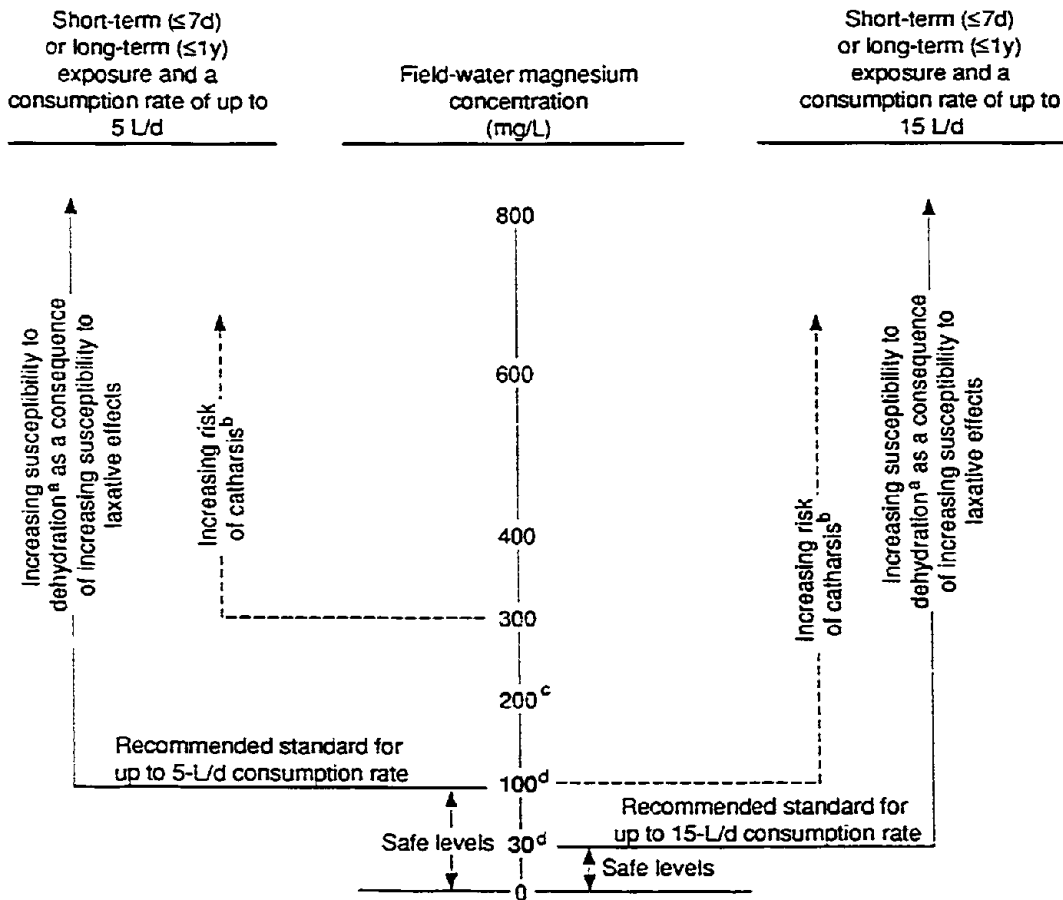 Short-term (≤7d)
or long-term (≤1y)
exposure and a
consumption rate of up to
5 L/d
Field-water magnesium
concentration
(mg/L)
Short-term (≤7d)
or long-term (≤1y)
exposure and a
consumption rate of up to
15 L/d
800
600
400
300
200c
100d
30d
0
Increasing susceptibility to
dehydrationa as a consequence
of increasing susceptibility to
laxative effects
Increasing risk
of catharsisb
Increasing risk
of catharsisb
Increasing susceptibility to
dehydrationa as a consequence
of increasing susceptibility to
laxative effects
Recommended standard for
up to 5-L/d consumption rate
Recommended standard for
up to 15-L/d consumption rate
Safe levels
Safe levels